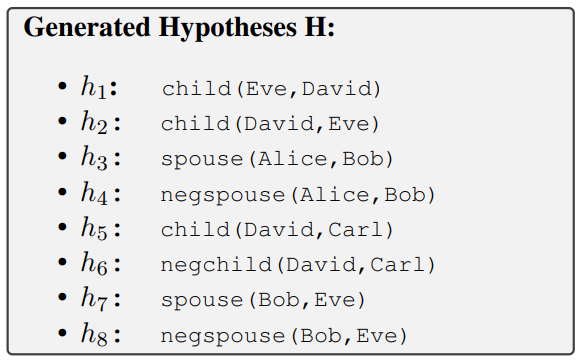 Generated Hypotheses H:
• h₁: child(Eve,David)
• h₂: child(David,Eve)
• h₃: spouse(Alice,Bob)
• h₄: negspouse(Alice,Bob)
• h₅: child(David,Carl)
• h₆: negchild(David,Carl)
• h₇: spouse(Bob,Eve)
• h₈: negspouse(Bob,Eve)